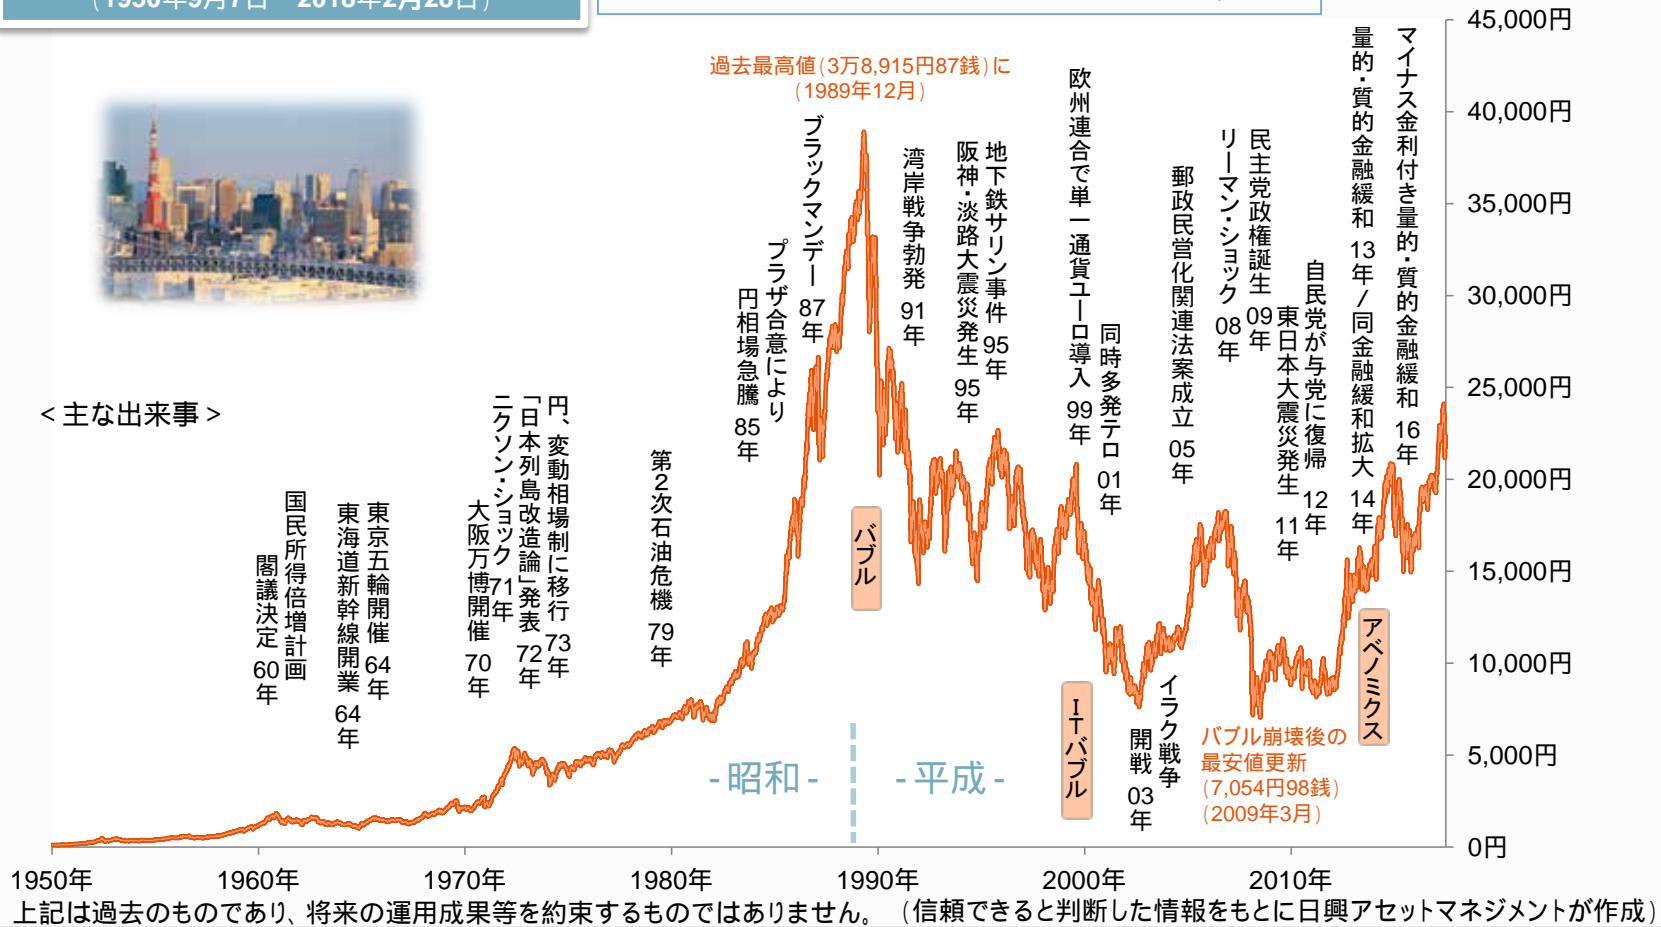 (1950年9月7日 2018年2月28日)
45,000円
40,000円
35,000円
30,000円
25,000円
20,000円
15,000円
10,000円
5,000円
0円
過去最高値(3万8,915円87銭)に
(1989年12月)
<主な出来事>
国民所得倍増計画
閣議決定 60年
東海道新幹線開業 64年
東京五輪開催 64年
大阪万博開催 70年
ニクソン・ショック 71年
「日本列島改造論」発表 72年
円、変動相場制に移行 73年
第2次石油危機 79年
プラザ合意により
円相場急騰 85年
ブラックマンデー 87年
湾岸戦争勃発 91年
阪神・淡路大震災発生 95年
地下鉄サリン事件 95年
欧州連合で単一通貨ユーロ導入 99年
同時多発テロ 01年
イラク戦争
開戦 03年
郵政民営化関連法案成立 05年
リーマン・ショック 08年
民主党政権誕生 09年
東日本大震災発生 11年
自民党が与党に復帰 12年
量的・質的金融緩和 13年/同金融緩和拡大 14年
マイナス金利付き量的・質的金融緩和 16年
バブル
ITバブル
アベノミクス
-昭和-
-平成-
バブル崩壊後の
最安値更新
(7,054円98銭)
(2009年3月)
1950年
1960年
1970年
1980年
1990年
2000年
2010年
上記は過去のものであり、将来の運用成果等を約束するものではありません。 (信頼できると判断した情報をもとに日興アセットマネジメントが作成)